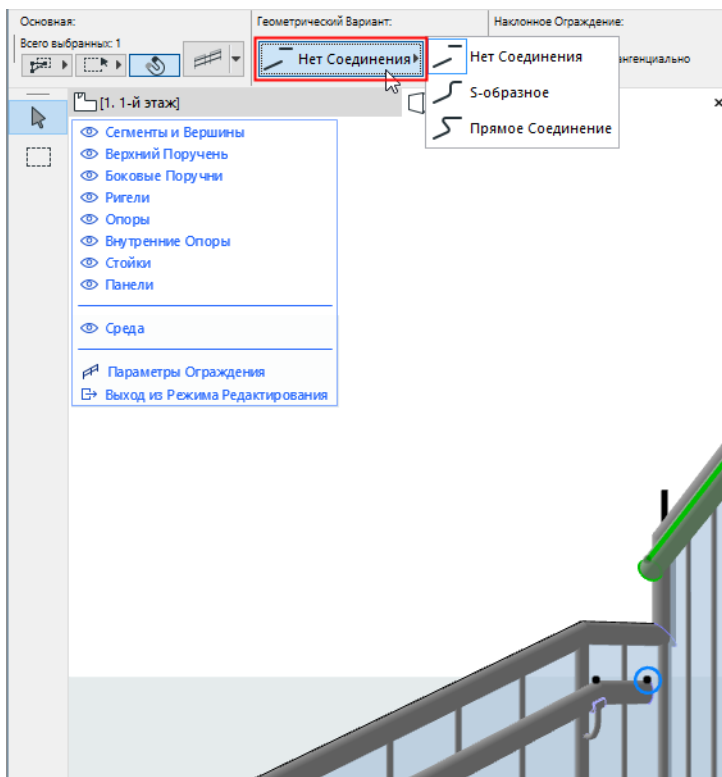 Основная:
Геометрический Вариант:
Наклонное Ограждение:
Всего выбранных: 1
Нет Соединения
Нет Соединения
S-образное
Прямое Соединение
ангенциально
[1. 1-й этаж]
Сегменты и Вершины
Верхний Поручень
Боковые Поручни
Ригели
Опоры
Внутренние Опоры
Стойки
Панели
Среда
Параметры Ограждения
Выход из Режима Редактирования